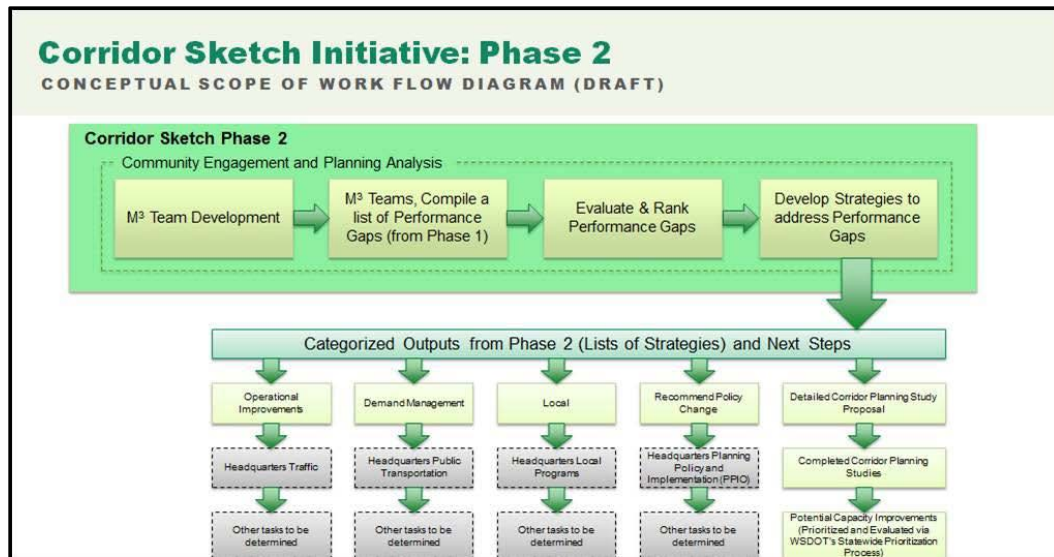 Corridor Sketch Initiative: Phase 2
CONCEPTUAL SCOPE OF WORK FLOW DIAGRAM (DRAFT)
Corridor Sketch Phase 2
Community Engagement and Planning Analysis
M³ Team Development
M³ Teams, Compile a
list of Performance
Gaps (from Phase 1)
Evaluate & Rank
Performance Gaps
Develop Strategies to
address Performance
Gaps
Categorized Outputs from Phase 2 (Lists of Strategies) and Next Steps
Operational
Improvements
Demand Management
Local
Recommend Policy
Change
Detailed Corridor Planning Study
Proposal
Headquarters Traffic
Headquarters Public
Transportation
Headquarters Local
Programs
Headquarters Planning
Policy and
Implementation (PPIO)
Completed Corridor Planning
Studies
Other tasks to be
determined
Other tasks to be
determined
Other tasks to be
determined
Other tasks to be
determined
Potential Capacity Improvements
(Prioritized and Evaluated via
WSDOT's Statewide Prioritization
Process)